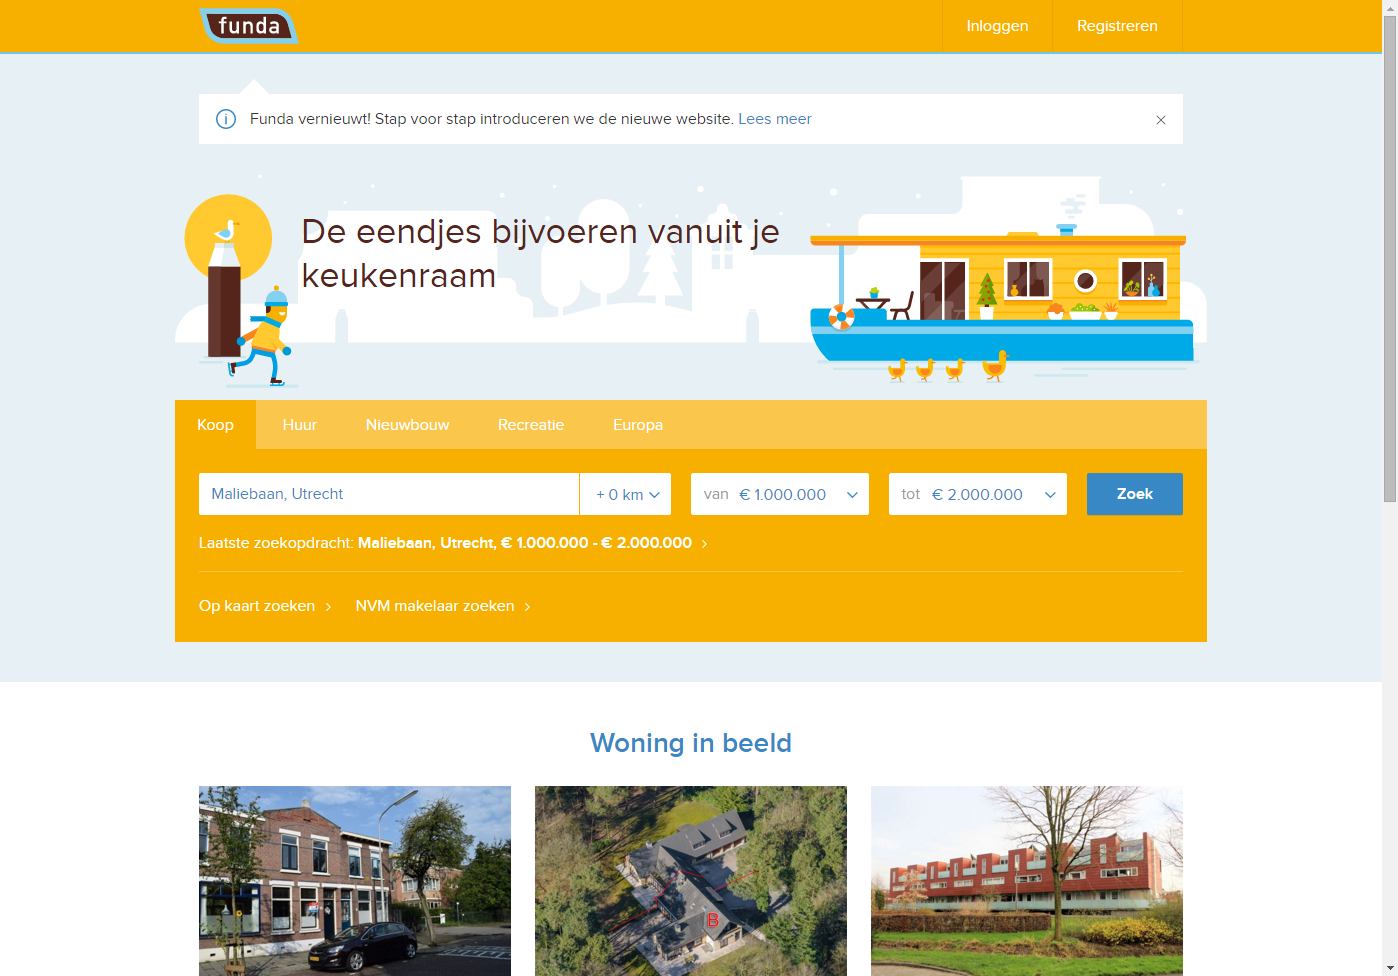 funda
Inloggen
Registreren
Funda vernieuwt! Stap voor stap introduceren we de nieuwe website. Lees meer
De eendjes bijvoeren vanuit je
keukenraam
Koop
Huur
Nieuwbouw
Recreatie
Europa
Maliebaan, Utrecht
+ 0 km
van € 1.000.000
tot € 2.000.000
Zoek
Laatste zoekopdracht: Maliebaan, Utrecht, € 1.000.000 - € 2.000.000
Op kaart zoeken
NVM makelaar zoeken
Woning in beeld
B